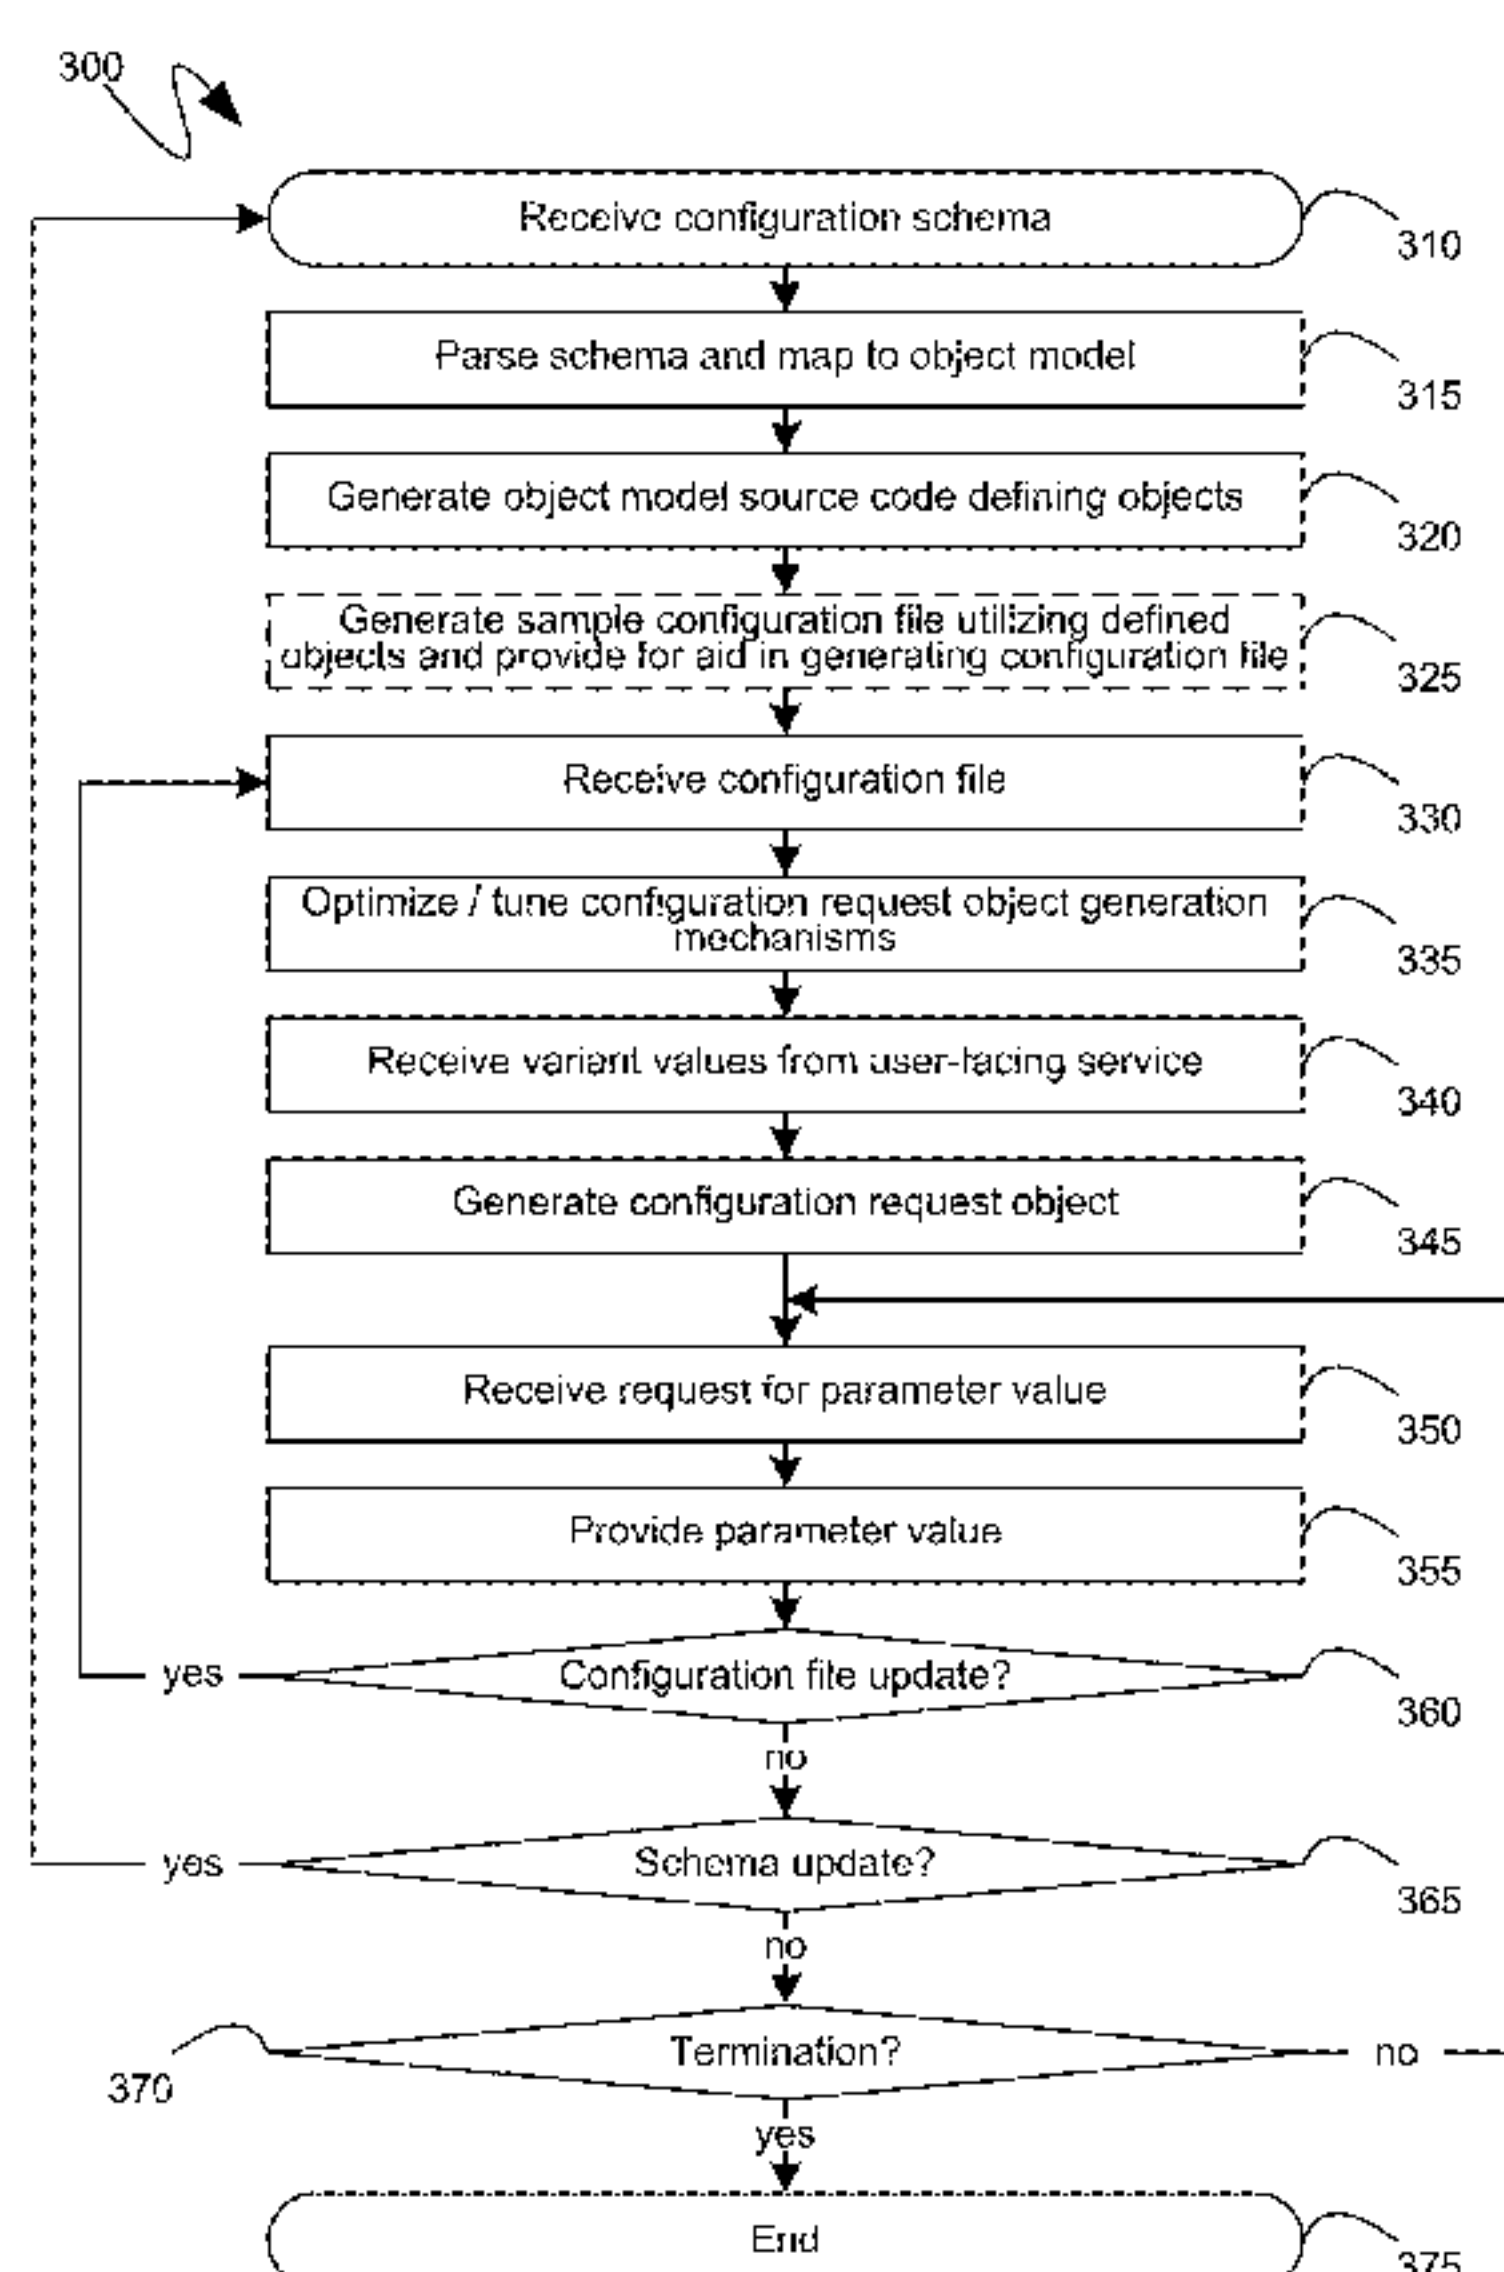 300
Receive configuration schema
310
Parse schema and map to object model
315
Generate object model source code defining objects
320
Generate sample configuration file utilizing defined
objects and provide for aid in generating configuration file
325
Receive configuration file
330
Optimize / tune configuration request object generation
mechanisms
335
Receive variant values from user-facing service
340
Generate configuration request object
345
Receive request for parameter value
350
Provide parameter value
355
Configuration file update?
yes
360
no
Schema update?
yes
365
no
Termination?
no
370
yes
End
375